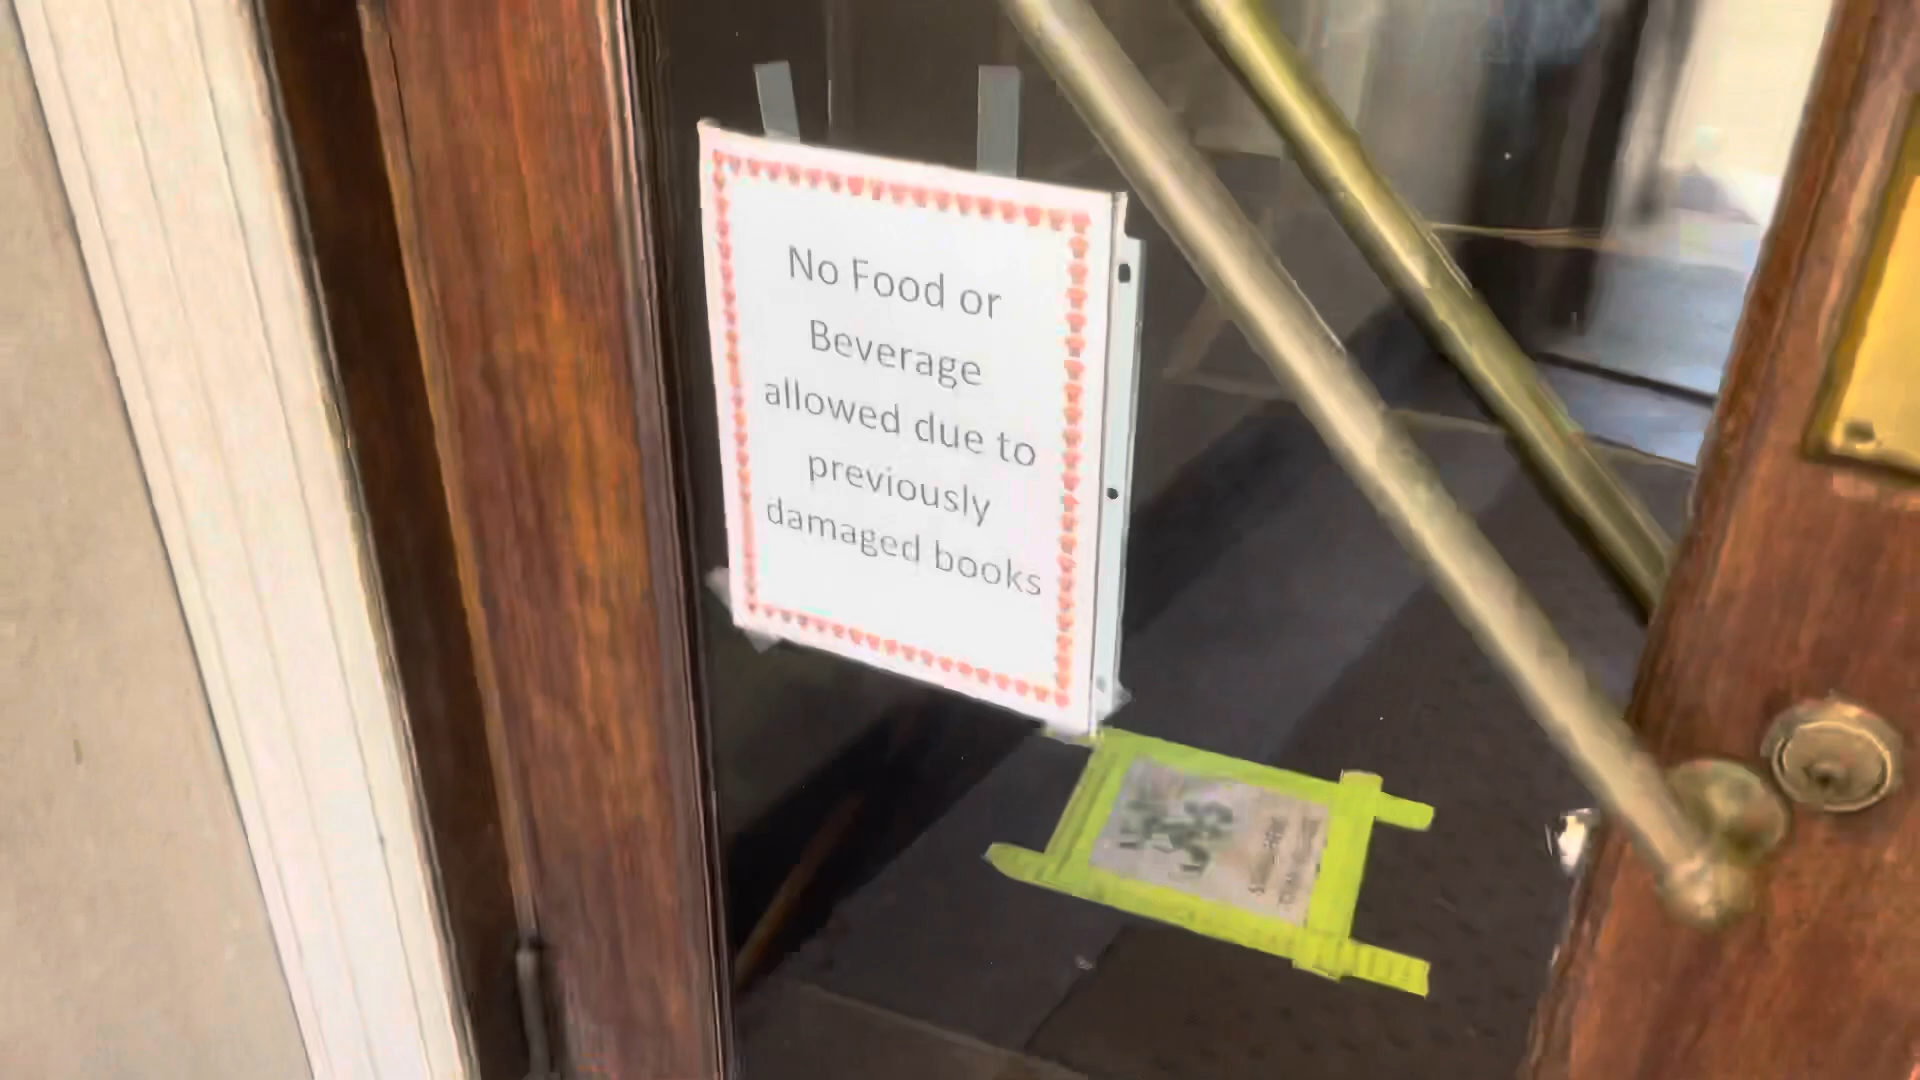 No Food or
Beverage
allowed due to
previously
damaged books